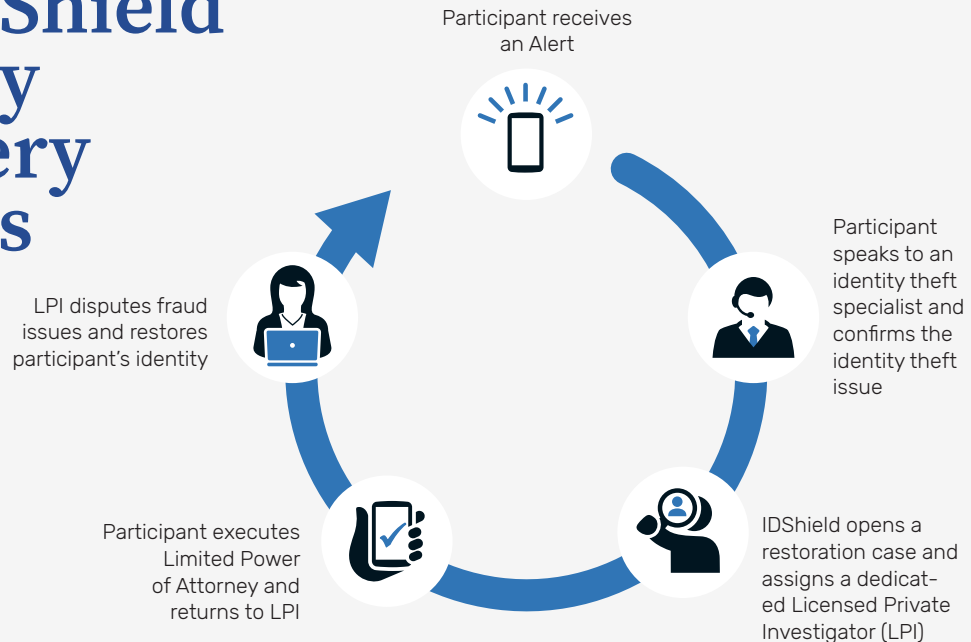 Shield
Participant receives
an Alert
Participant
speaks to an
identity theft
specialist and
confirms the
identity theft
issue
IDShield opens a
restoration case and
assigns a dedicat-
ed Licensed Private
Investigator (LPI)
Participant executes
Limited Power
of Attorney and
returns to LPI
LPI disputes fraud
issues and restores
participant’s identity